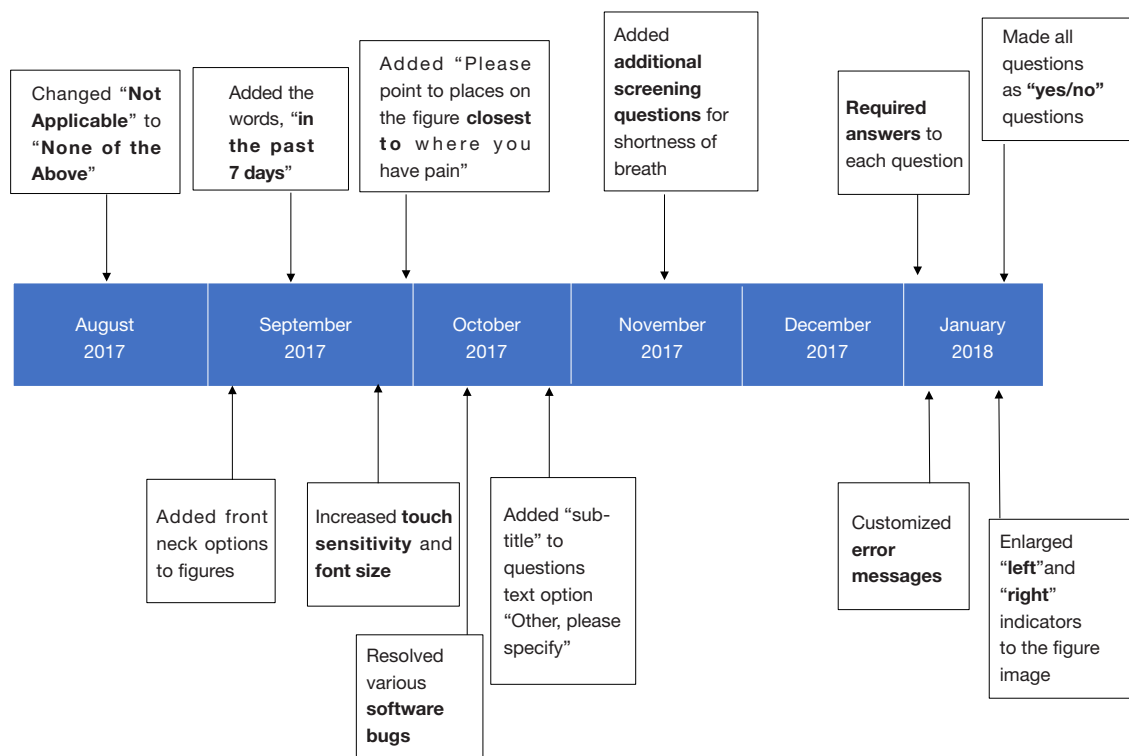 Changed “Not
Applicable” to
“None of the
Above”
Added the
words, “in
the past
7 days”
Added “Please
point to places on
the figure closest
to where you
have pain”
Added
additional
screening
questions for
shortness of
breath
Required
answers to
each question
Made all
questions
as “yes/no”
questions
August
2017
September
2017
October
2017
November
2017
December
2017
January
2018
Added front
neck options
to figures
Increased touch
sensitivity and
font size
Resolved
various
software
bugs
Added “sub-
title” to
questions
text option
“Other, please
specify”
Customized
error
messages
Enlarged
“left”and
“right”
indicators
to the figure
image